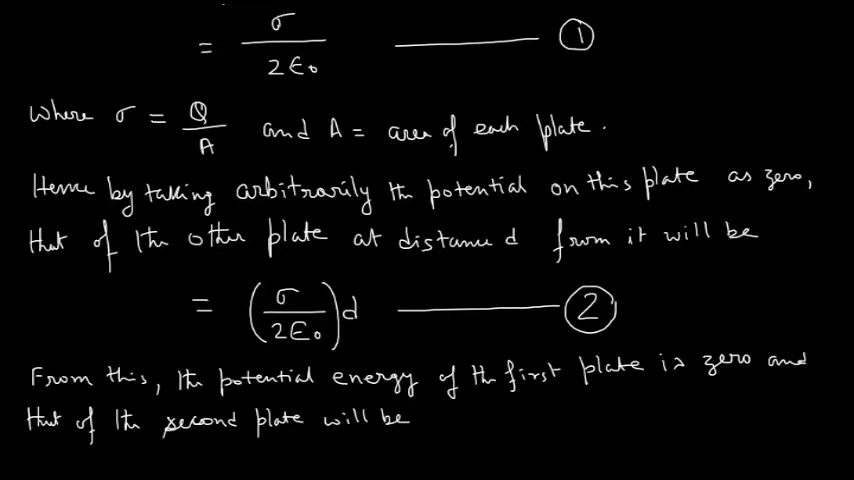 = σ/2ε₀ ——— ①
Where σ = Q/A and A = area of each plate.
Hence by taking arbitrarily the potential on this plate as zero,
that of the other plate at distance d from it will be
= (σ/2ε₀)d ——— ②
From this, the potential energy of the first plate is zero and
that of the second plate will be